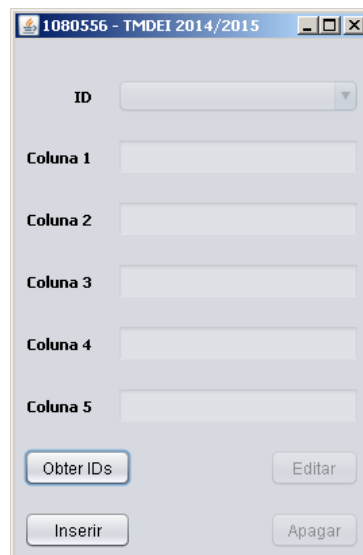 1080556 - TMDEI 2014/2015
ID
Coluna 1
Coluna 2
Coluna 3
Coluna 4
Coluna 5
Obter IDs Editar
Inserir Apagar